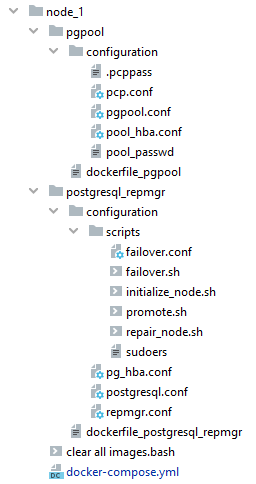 node_1
pgpool
configuration
.pcppass
pcp.conf
pgpool.conf
pool_hba.conf
pool_passwd
dockerfile_pgpool
postgresql_repmgr
configuration
scripts
failover.conf
failover.sh
initialize_node.sh
promote.sh
repair_node.sh
sudoers
pg_hba.conf
postgresql.conf
repmgr.conf
dockerfile_postgresql_repmgr
clear all images.bash
DC docker-compose.yml